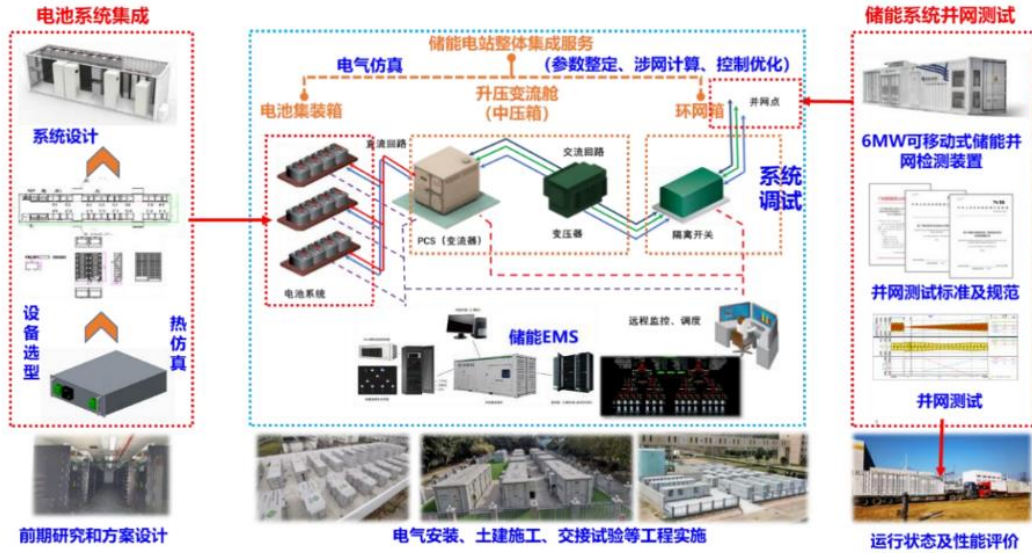 电池系统集成
储能系统并网测试
储能电站整体集成服务
电气仿真
(参数整定、涉网计算、控制优化)
电池集装箱
升压变流舱
(中压箱)
环网箱
并网点
系统设计
直流回路
交流回路
系统
调试
PCS(变流器)
变压器
隔离开关
电池系统
6MW可移动式储能并
网检测装置
并网测试标准及规范
设备选型
热仿真
储能EMS
远程监控、调度
并网测试
前期研究和方案设计
电气安装、土建施工、交接试验等工程实施
运行状态及性能评价